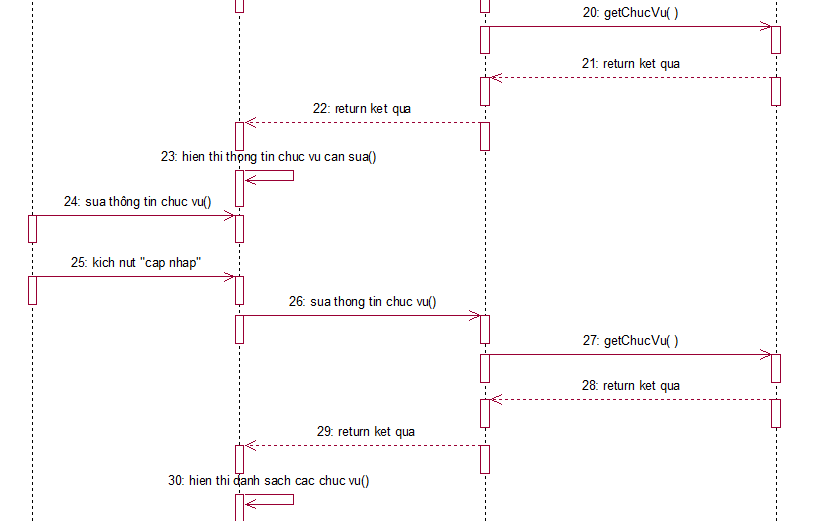 20: getChucVu( )
21: return ket qua
22: return ket qua
23: hien thi thong tin chuc vu can sua()
24: sua thông tin chuc vu()
25: kich nut "cap nhap"
26: sua thong tin chuc vu()
27: getChucVu( )
28: return ket qua
29: return ket qua
30: hien thi danh sach cac chuc vu()